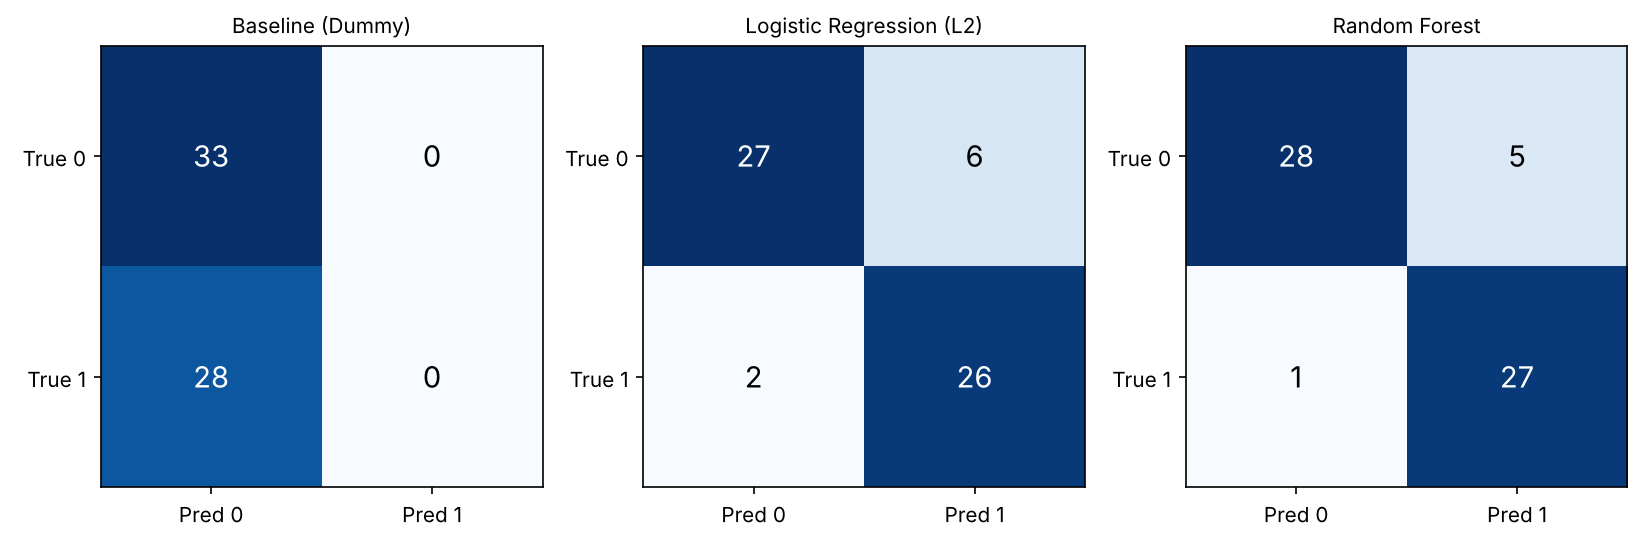 Baseline (Dummy)
True 0
33
0
True 1
28
0
Pred 0
Pred 1
Logistic Regression (L2)
True 0
27
6
True 1
2
26
Pred 0
Pred 1
Random Forest
True 0
28
5
True 1
1
27
Pred 0
Pred 1